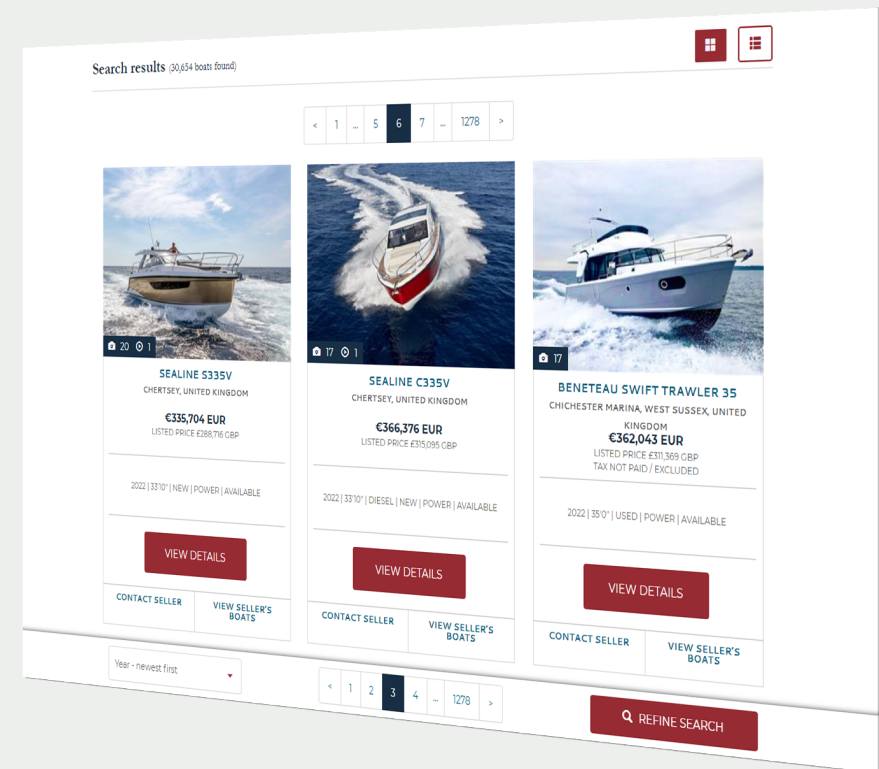 Search results (30,654 boats found)
< 1 ... 5 6 7 ... 1278 >
20 1
17 1
17
SEALINE S335V
CHERTSEY, UNITED KINGDOM
€335,704 EUR
LISTED PRICE £288,716 GBP
2022 | 33'10" | NEW | POWER | AVAILABLE
VIEW DETAILS
CONTACT SELLER
VIEW SELLER'S
BOATS
SEALINE C335V
CHERTSEY, UNITED KINGDOM
€366,376 EUR
LISTED PRICE £315,095 GBP
2022 | 33'10" | DIESEL | NEW | POWER | AVAILABLE
VIEW DETAILS
CONTACT SELLER
VIEW SELLER'S
BOATS
BENETEAU SWIFT TRAWLER 35
CHICHESTER MARINA, WEST SUSSEX, UNITED
KINGDOM
€362,043 EUR
LISTED PRICE £311,369 GBP
TAX NOT PAID / EXCLUDED
2022 | 35'0" | USED | POWER | AVAILABLE
VIEW DETAILS
CONTACT SELLER
VIEW SELLER'S
BOATS
Year - newest first
< 1 2 3 4 ... 1278 >
REFINE SEARCH